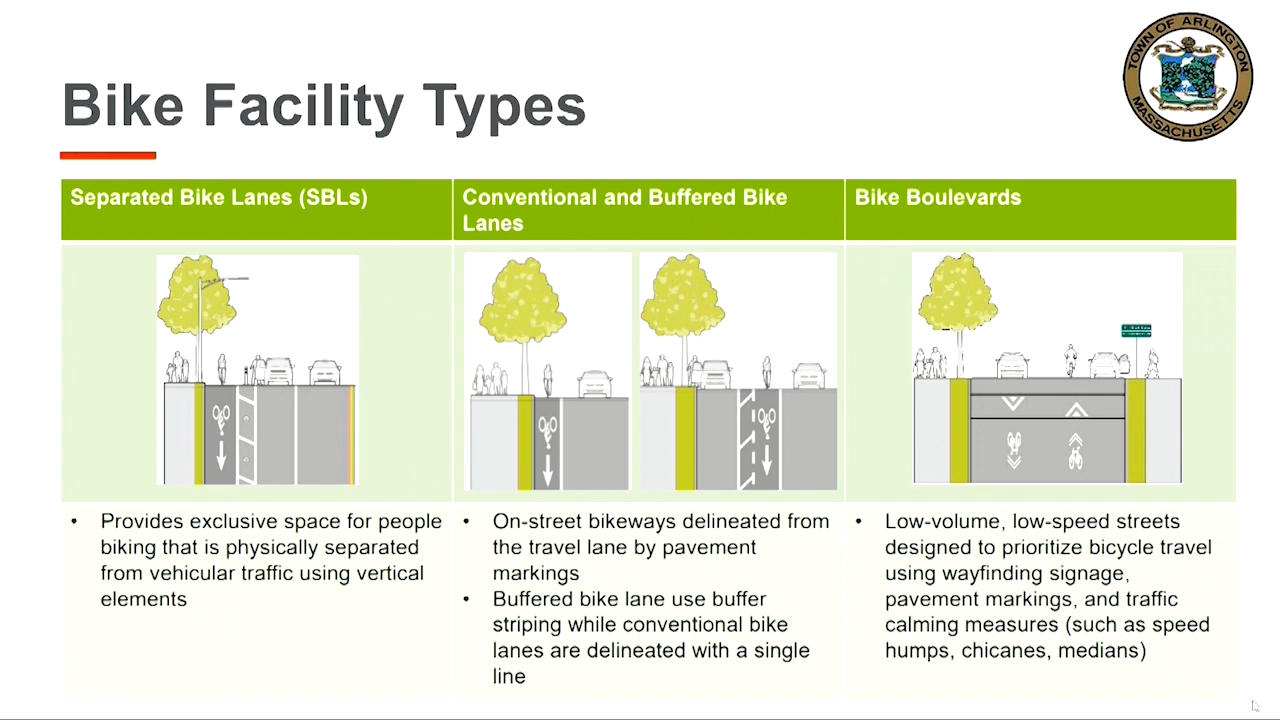 TOWN OF ARLINGTON
MASSACHUSETTS
Bike Facility Types
Separated Bike Lanes (SBLs)
Conventional and Buffered Bike
Lanes
Bike Boulevards
• Provides exclusive space for people
biking that is physically separated
from vehicular traffic using vertical
elements
• On-street bikeways delineated from
the travel lane by pavement
markings
• Buffered bike lane use buffer
striping while conventional bike
lanes are delineated with a single
line
• Low-volume, low-speed streets
designed to prioritize bicycle travel
using wayfinding signage,
pavement markings, and traffic
calming measures (such as speed
humps, chicanes, medians)